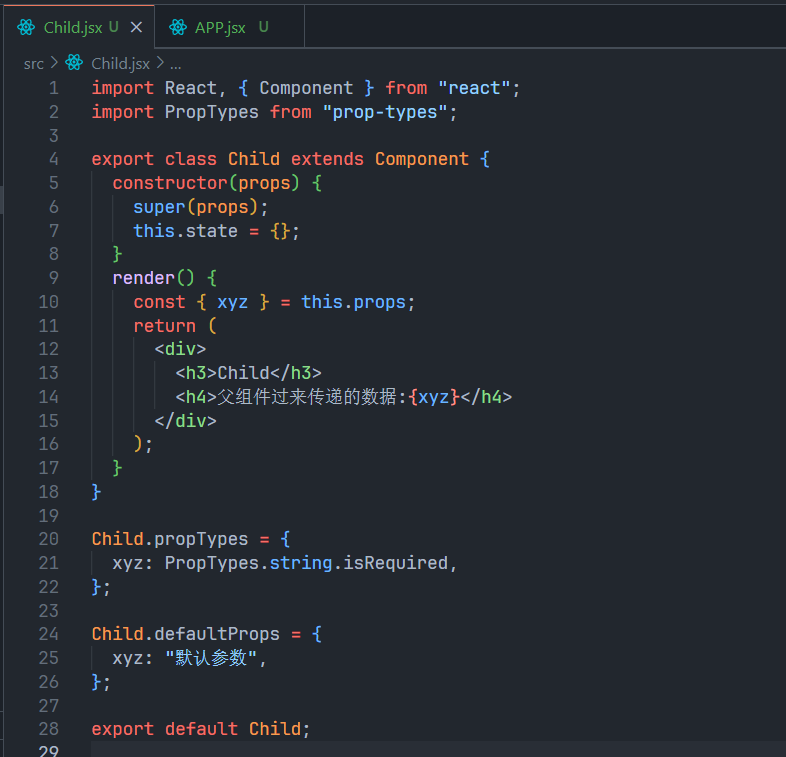 Child.jsx U × APP.jsx U
src > Child.jsx > ...
1 import React, { Component } from "react";
2 import PropTypes from "prop-types";
3
4 export class Child extends Component {
5   constructor(props) {
6     super(props);
7     this.state = {};
8   }
9   render() {
10     const { xyz } = this.props;
11     return (
12       <div>
13         <h3>Child</h3>
14         <h4>父组件过来传递的数据:{xyz}</h4>
15       </div>
16     );
17   }
18 }
19
20 Child.propTypes = {
21   xyz: PropTypes.string.isRequired,
22 };
23
24 Child.defaultProps = {
25   xyz: "默认参数",
26 };
27
28 export default Child;
29